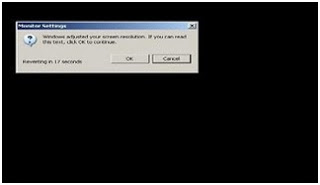 Monitor Settings
Windows adjusted your screen resolution. If you can read
this text, click OK to continue.
Reverting in 17 seconds
OK
Cancel